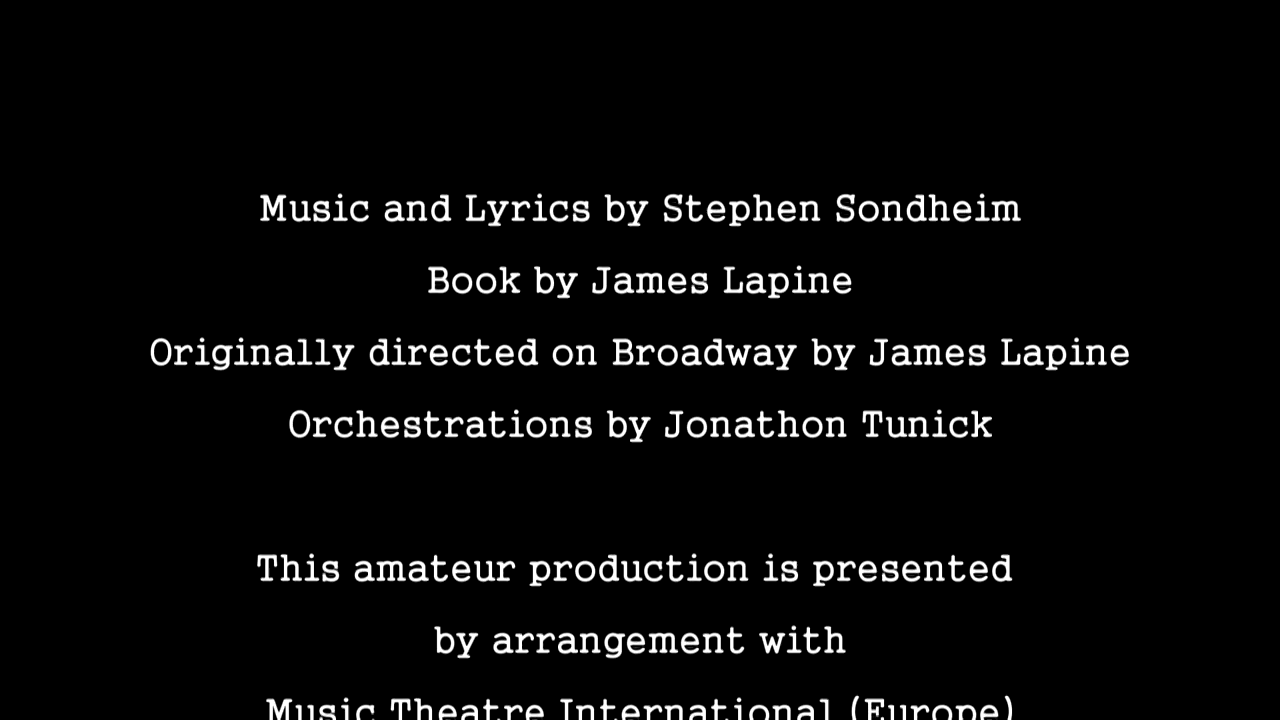 Music and Lyrics by Stephen Sondheim
Book by James Lapine
Originally directed on Broadway by James Lapine
Orchestrations by Jonathon Tunick
This amateur production is presented
by arrangement with
Music Theatre International (Europe)